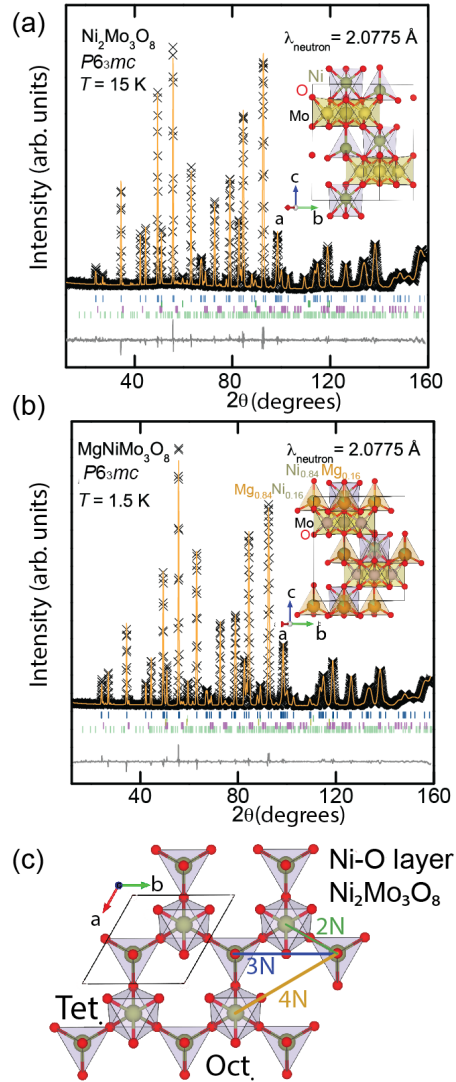 (a)
Ni₂Mo₃O₈
P6₃mc
T = 15 K
λneutron = 2.0775 Å
Ni
O
Mo
c
a
b
Intensity (arb. units)
40
80
120
160
2θ(degrees)
(b)
MgNiMo₃O₈
P6₃mc
T = 1.5 K
λneutron = 2.0775 Å
Ni0.84Mg0.16
Mg0.84Ni0.16
Mo
O
c
a
b
Intensity (arb. units)
40
80
120
160
2θ(degrees)
(c)
b
a
Ni-O layer
Ni₂Mo₃O₈
2N
3N
4N
Tet.
Oct.